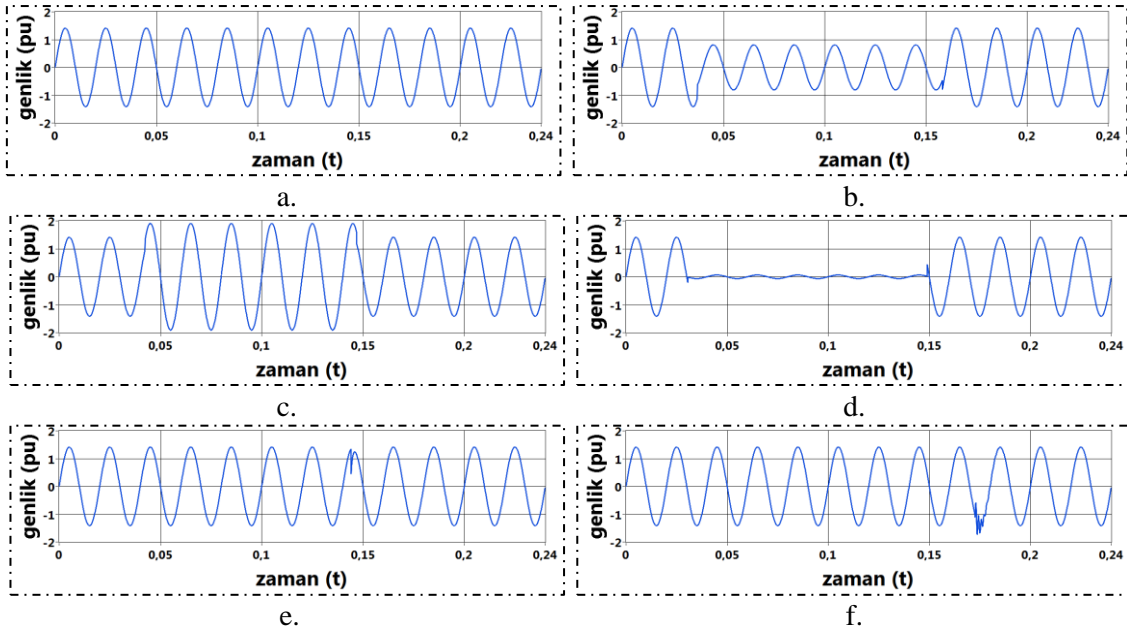 genlik (pu)
2
1
0
-1
-2
0 0,05 0,1 0,15 0,2 0,24
zaman (t)
a.
genlik (pu)
2
1
0
-1
-2
0 0,05 0,1 0,15 0,2 0,24
zaman (t)
b.
genlik (pu)
2
1
0
-1
-2
0 0,05 0,1 0,15 0,2 0,24
zaman (t)
c.
genlik (pu)
2
1
0
-1
-2
0 0,05 0,1 0,15 0,2 0,24
zaman (t)
d.
genlik (pu)
2
1
0
-1
-2
0 0,05 0,1 0,15 0,2 0,24
zaman (t)
e.
genlik (pu)
2
1
0
-1
-2
0 0,05 0,1 0,15 0,2 0,24
zaman (t)
f.